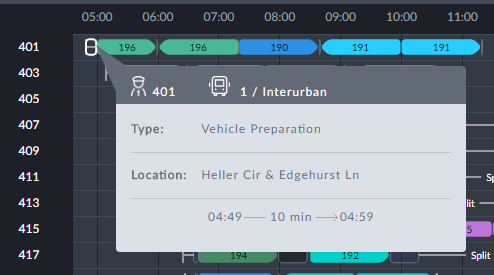 05:00 06:00 07:00 08:00 09:00 10:00 11:00
401 196 196 190 191 191
403
405
407
409
411
413
415
417
401 1 / Interurban
Type: Vehicle Preparation
Location: Heller Cir & Edgehurst Ln
04:49 10 min 04:59
Spl
lit
5
194 192 Split